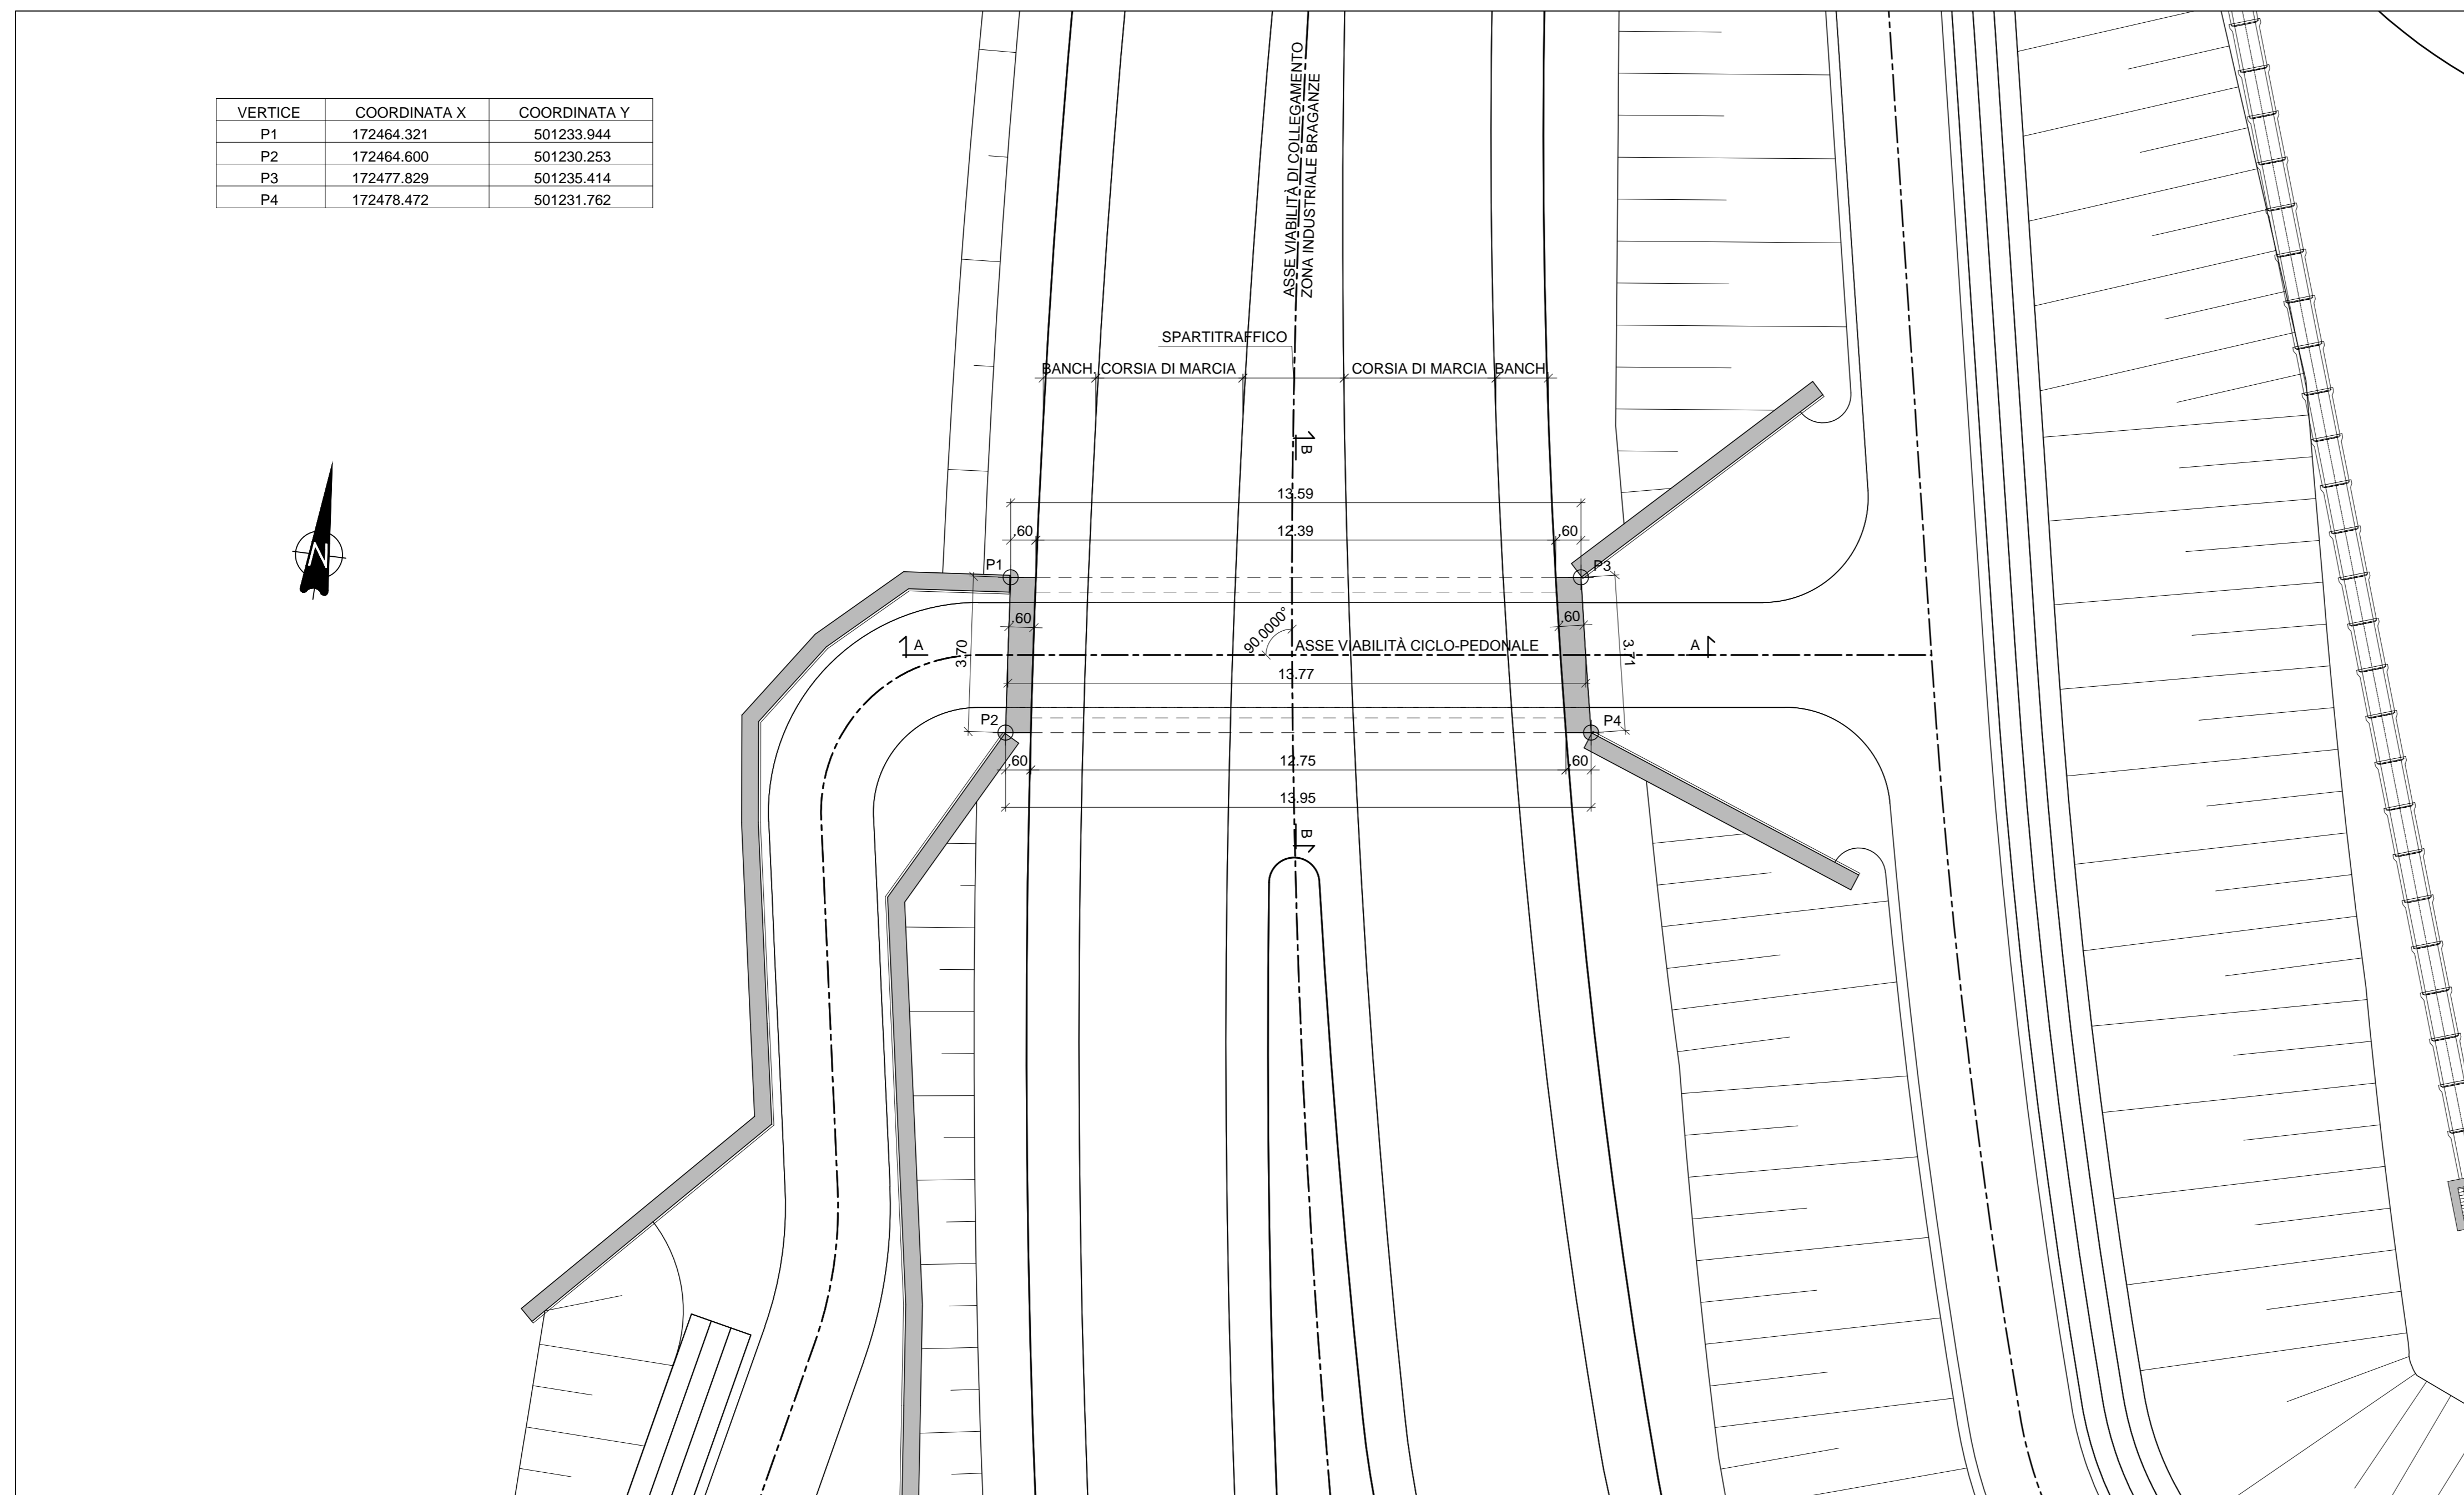 VERTICE COORDINATA X COORDINATA Y
P1 172464.321 501233.944
P2 172464.600 501230.253
P3 172477.829 501235.414
P4 172478.472 501231.762
ASSE VIABILITÀ DI COLLEGAMENTO
ZONA INDUSTRIALE BRAGANZE
SPARTITRAFFICO
BANCH. CORSIA DI MARCIA CORSIA DI MARCIA BANCH.
B
N
13.59
.60 12.39 .60
P1 P3
.60 .60
90.0000°
A ASSE VIABILITÀ CICLO-PEDONALE A
3.70 3.71
13.77
P2 P4
.60 12.75 .60
13.95
B